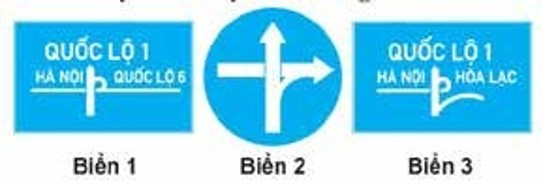 QUỐC LỘ 1
HÀ NỘI QUỐC LỘ 6
QUỐC LỘ 1
HÀ NỘI HÒA LẠC
Biển 1
Biển 2
Biển 3